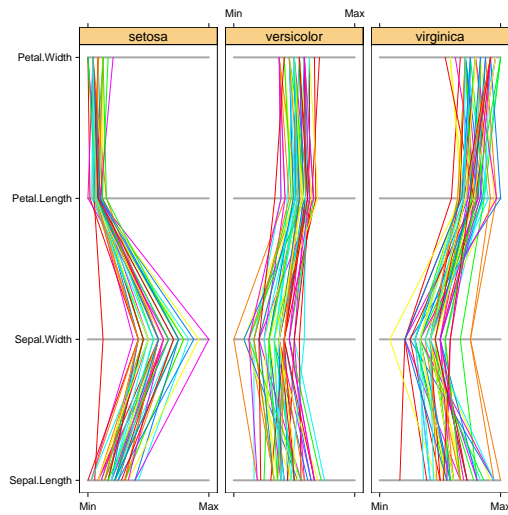 Min Max
setosa versicolor virginica
Petal.Width
Petal.Length
Sepal.Width
Sepal.Length
Min Max Min Max